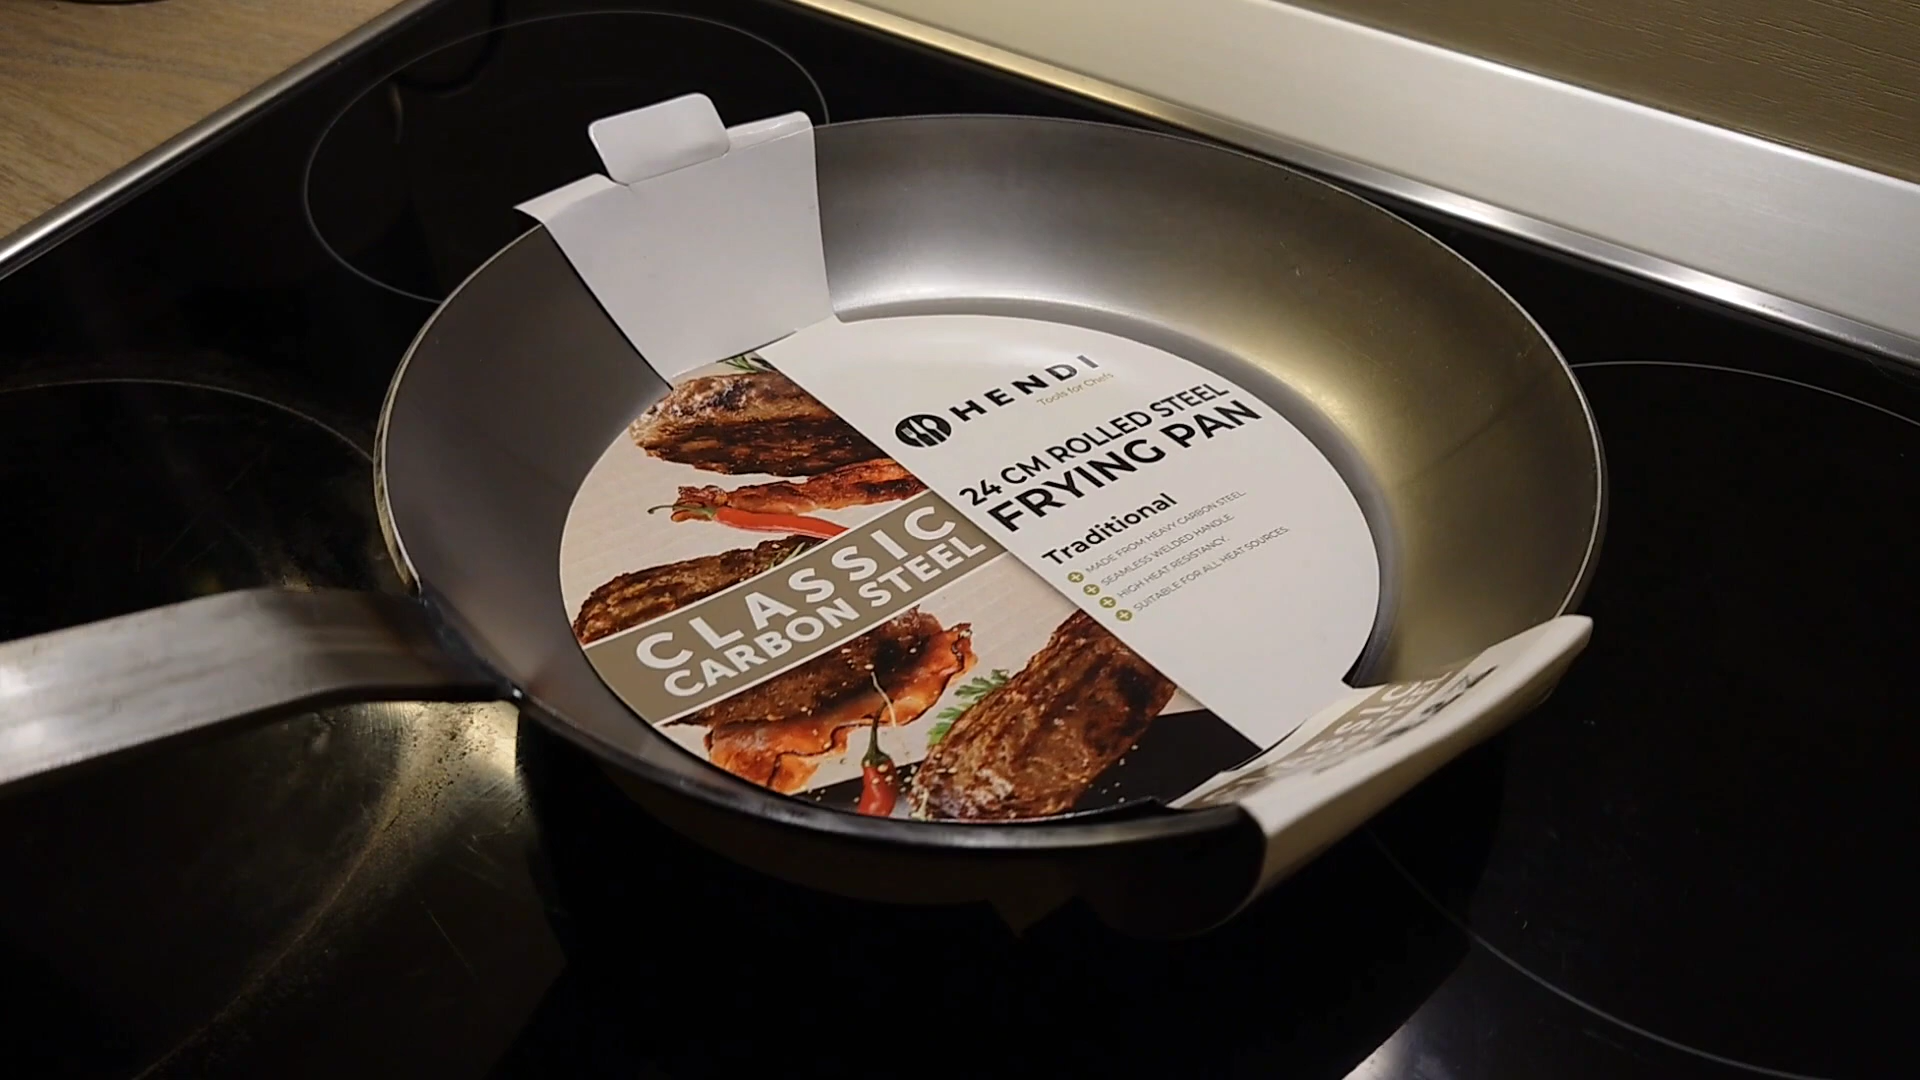 HENDI
Tools for Chefs
24 CM ROLLED STEEL
FRYING PAN
Traditional
MADE FROM HEAVY CARBON STEEL.
SEAMLESS WELDED HANDLE.
HIGH HEAT RESISTANCY.
SUITABLE FOR ALL HEAT SOURCES.
CLASSIC
CARBON STEEL